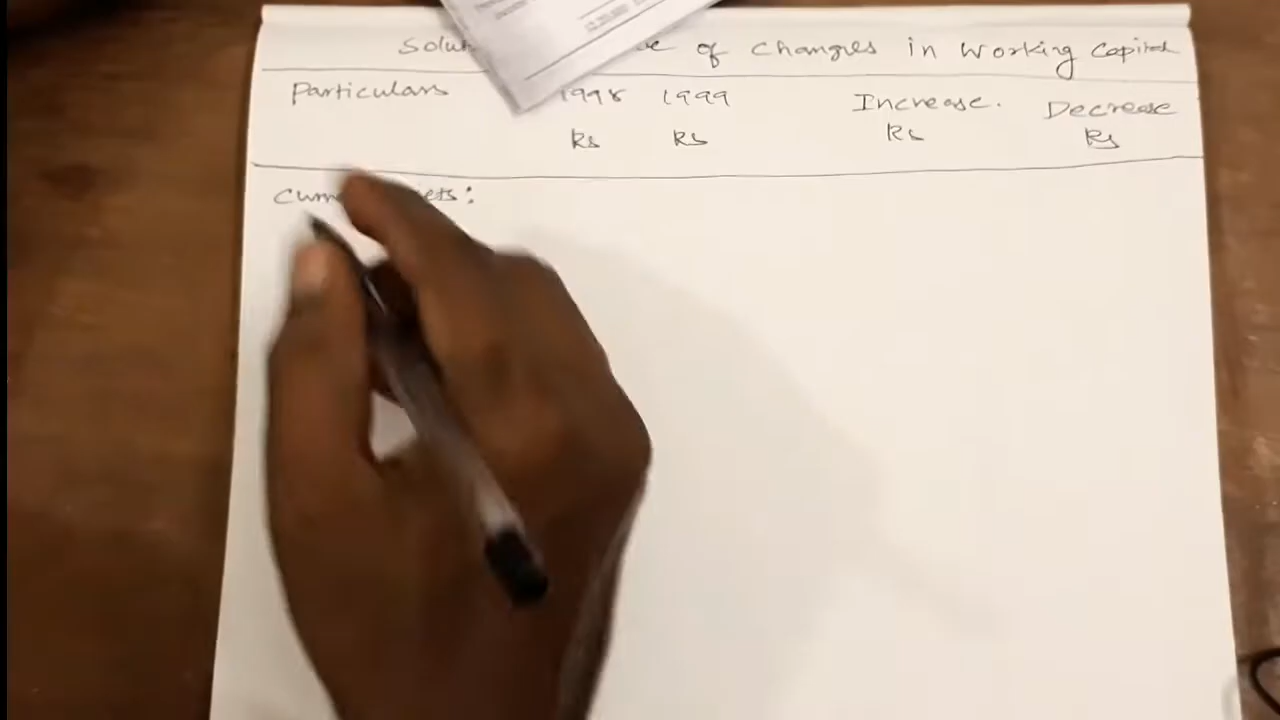 of Changes in Working Capital
Particulars 1998 1999 Increase. Decrease
Rs Rs Rs Rs